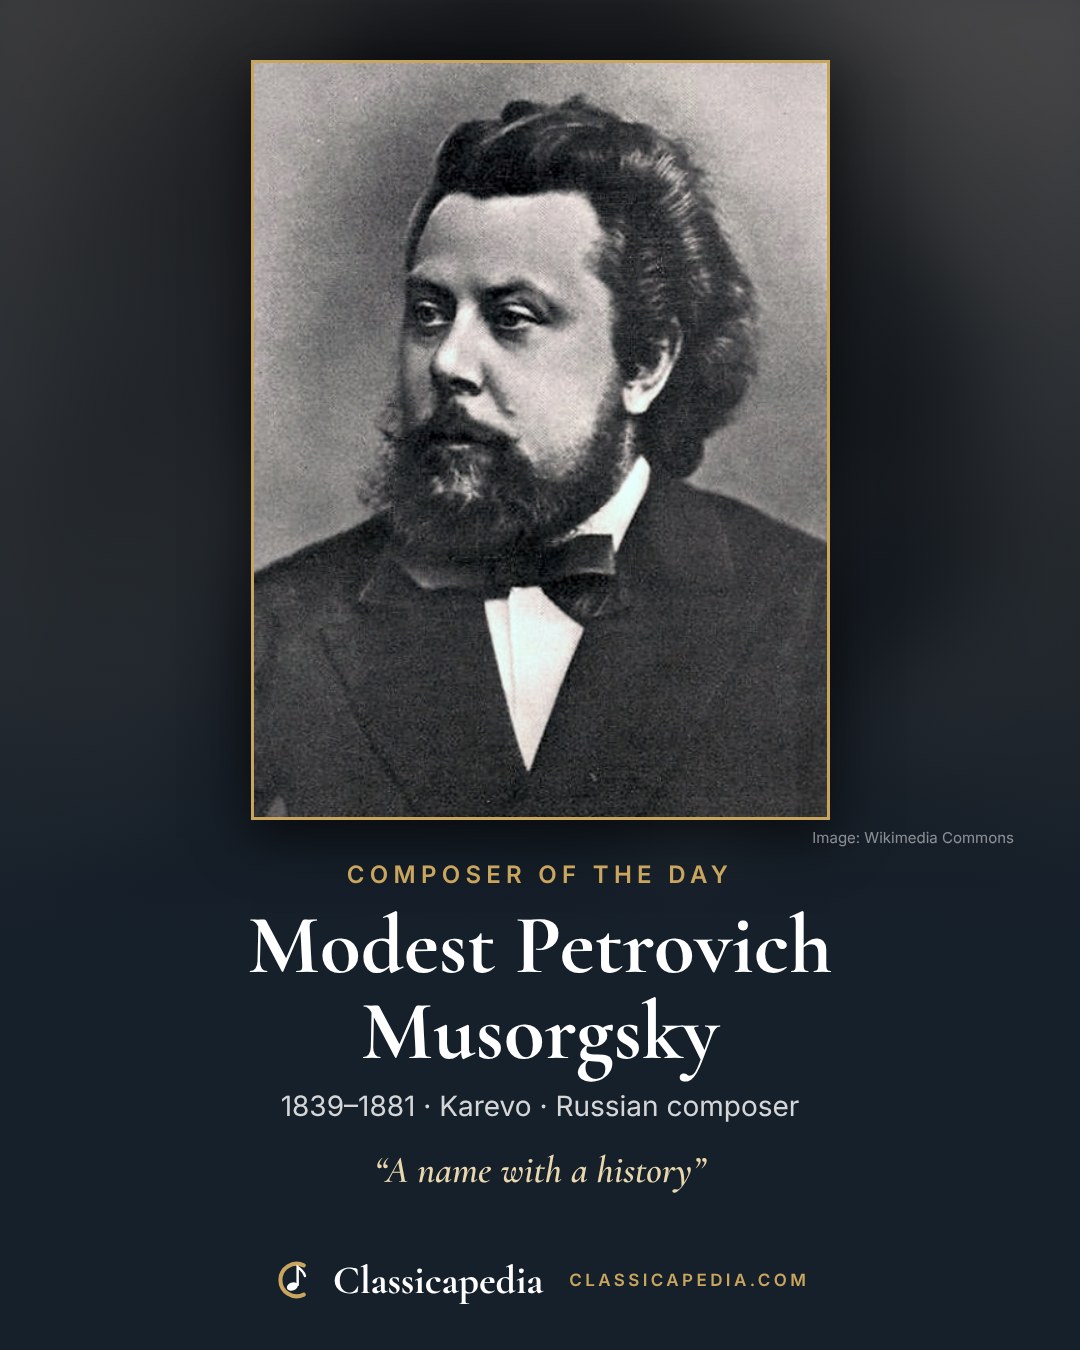 Image: Wikimedia Commons
COMPOSER OF THE DAY
Modest Petrovich
Musorgsky
1839–1881 · Karevo · Russian composer
“A name with a history”
Classicapedia CLASSICAPEDIA.COM